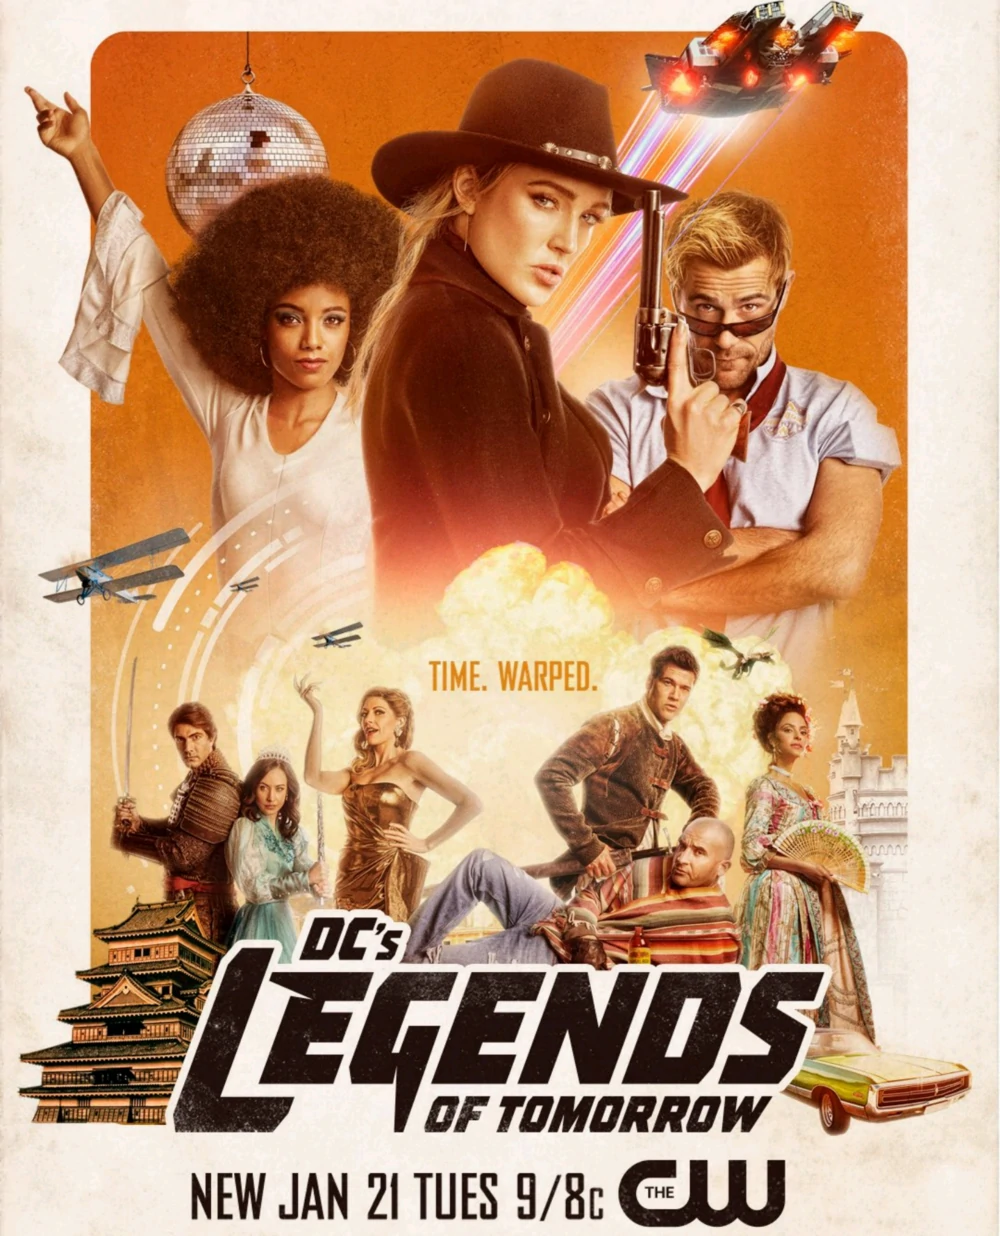 TIME. WARPED.
DC's
LEGENDS
OF TOMORROW
NEW JAN 21 TUES 9/8c THE CW